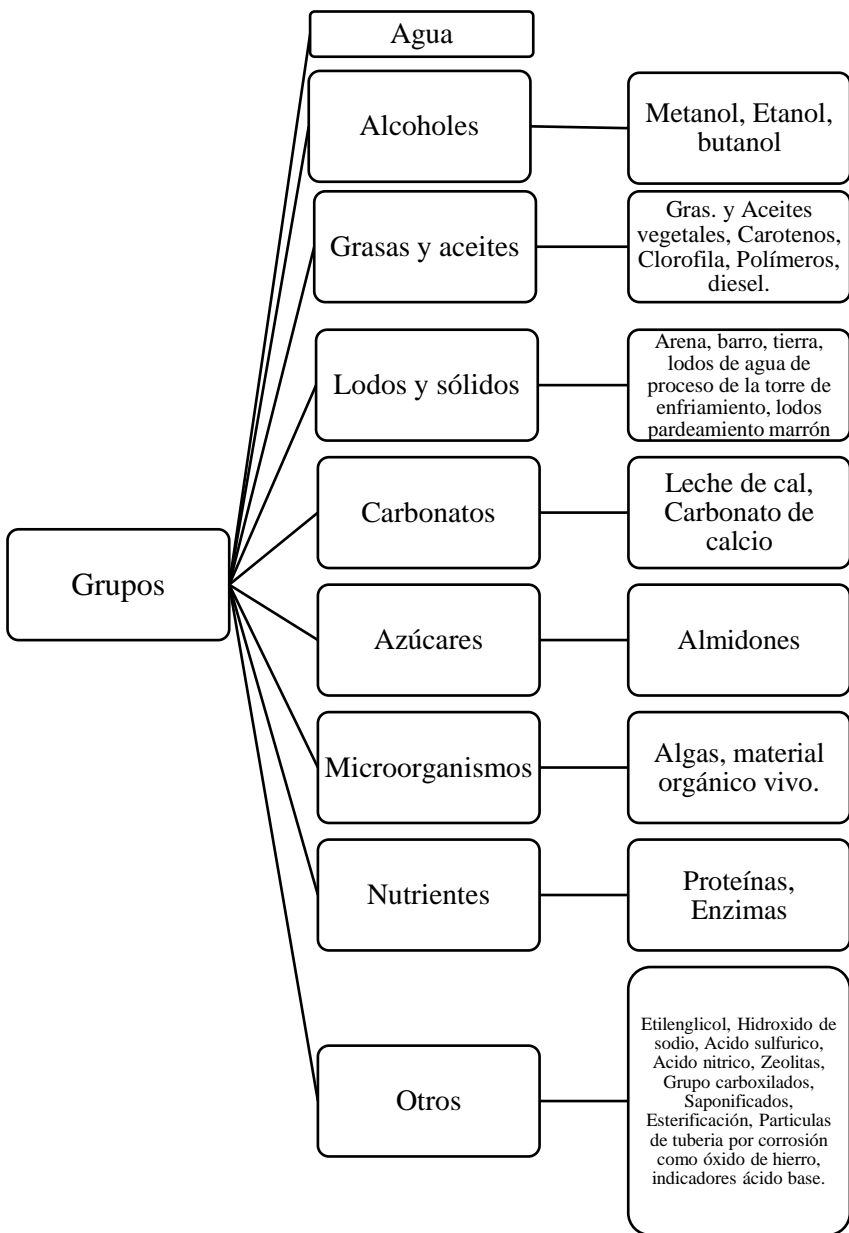 Agua
Alcoholes
Metanol, Etanol,
butanol
Grasas y aceites
Gras. y Aceites
vegetales, Carotenos,
Clorofila, Polímeros,
diesel.
Lodos y sólidos
Arena, barro, tierra,
lodos de agua de
proceso de la torre de
enfriamiento, lodos
pardeamiento marrón
Carbonatos
Leche de cal,
Carbonato de
calcio
Grupos
Azúcares
Almidones
Microorganismos
Algas, material
orgánico vivo.
Nutrientes
Proteínas,
Enzimas
Otros
Etilenglicol, Hidroxido de
sodio, Acido sulfurico,
Acido nitrico, Zeolitas,
Grupo carboxilados,
Saponificados,
Esterificación, Particulas
de tuberia por corrosión
como óxido de hierro,
indicadores ácido base.